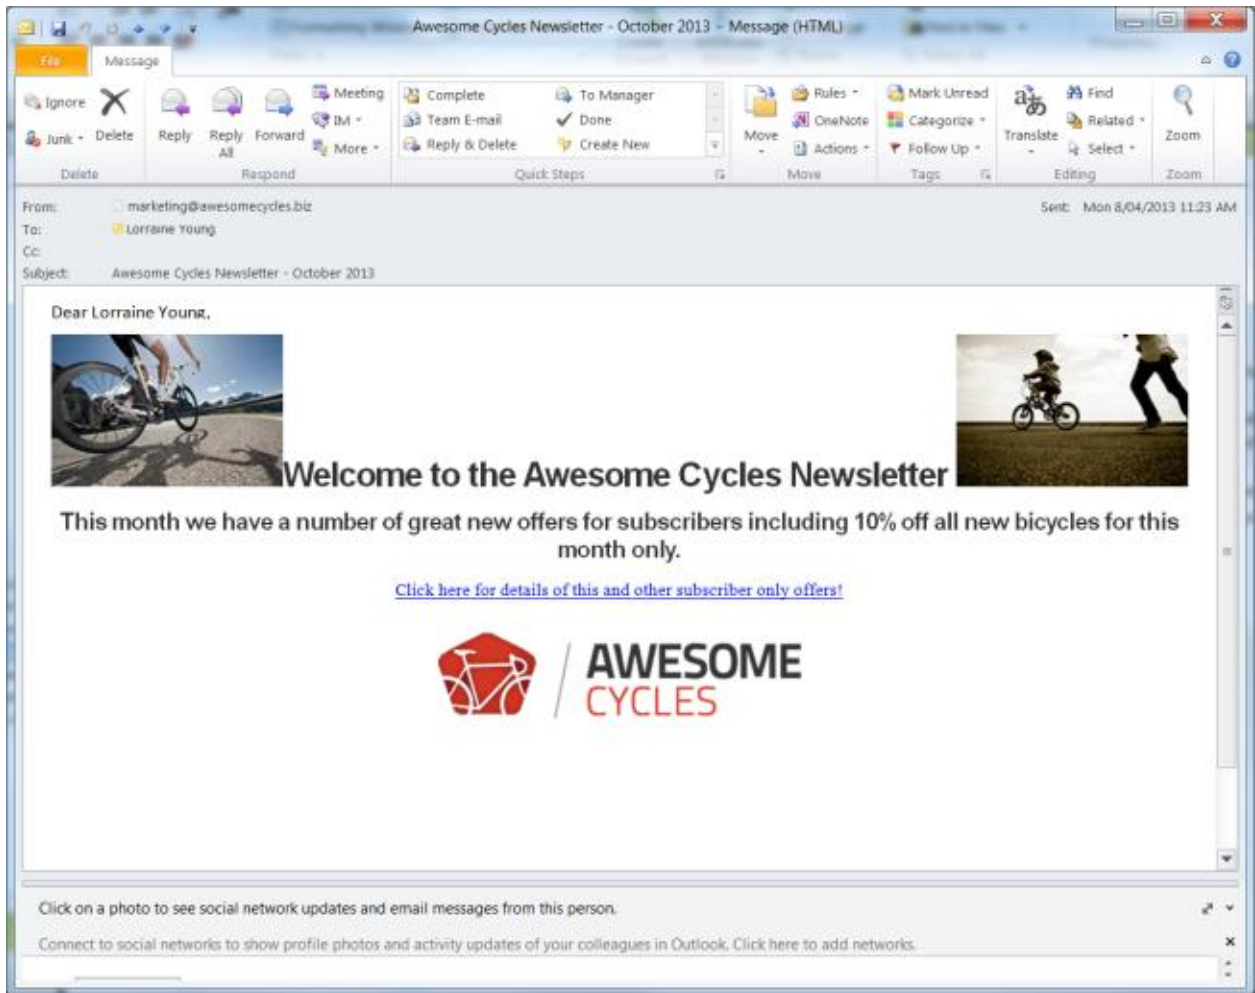 Awesome Cycles Newsletter - October 2013 - Message (HTML)
File Message
Ignore
Junk
Delete
Reply
Reply All
Forward
Meeting
IM
More
Complete
Team E-mail
Reply & Delete
To Manager
Done
Create New
Move
Rules
OneNote
Actions
Mark Unread
Categorize
Follow Up
Translate
Find
Related
Select
Zoom
Delete Respond Quick Steps Move Tags Editing Zoom
From: marketing@awesomecycles.biz Sent: Mon 8/04/2013 11:23 AM
To: Lorraine Young
Cc:
Subject: Awesome Cycles Newsletter - October 2013
Dear Lorraine Young,
Welcome to the Awesome Cycles Newsletter
This month we have a number of great new offers for subscribers including 10% off all new bicycles for this
month only.
Click here for details of this and other subscriber only offers!
AWESOME
CYCLES
Click on a photo to see social network updates and email messages from this person.
Connect to social networks to show profile photos and activity updates of your colleagues in Outlook. Click here to add networks.